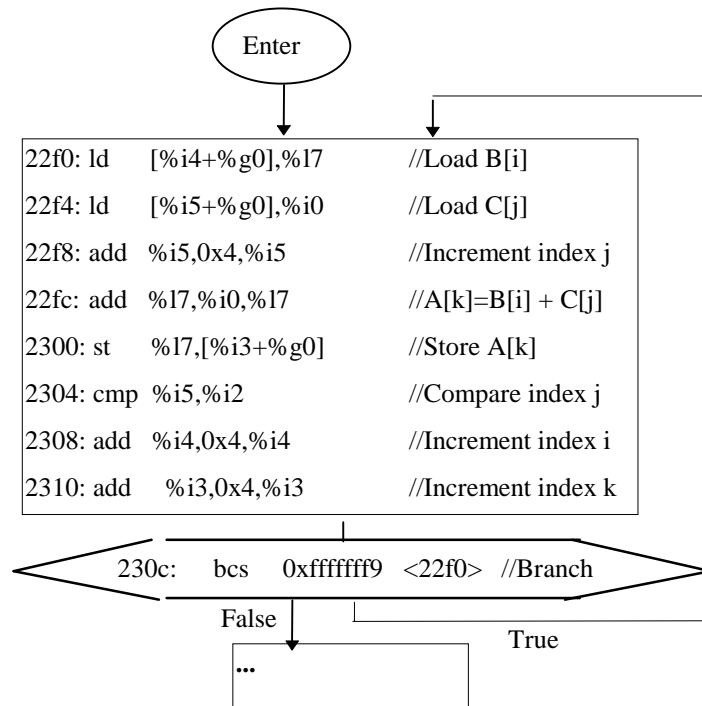 Enter
22f0: ld [%i4+%g0],%l7 //Load B[i]
22f4: ld [%i5+%g0],%i0 //Load C[j]
22f8: add %i5,0x4,%i5 //Increment index j
22fc: add %l7,%i0,%l7 //A[k]=B[i] + C[j]
2300: st %l7,[%i3+%g0] //Store A[k]
2304: cmp %i5,%i2 //Compare index j
2308: add %i4,0x4,%i4 //Increment index i
2310: add %i3,0x4,%i3 //Increment index k
230c: bcs 0xfffffff9 <22f0> //Branch
False
True
...